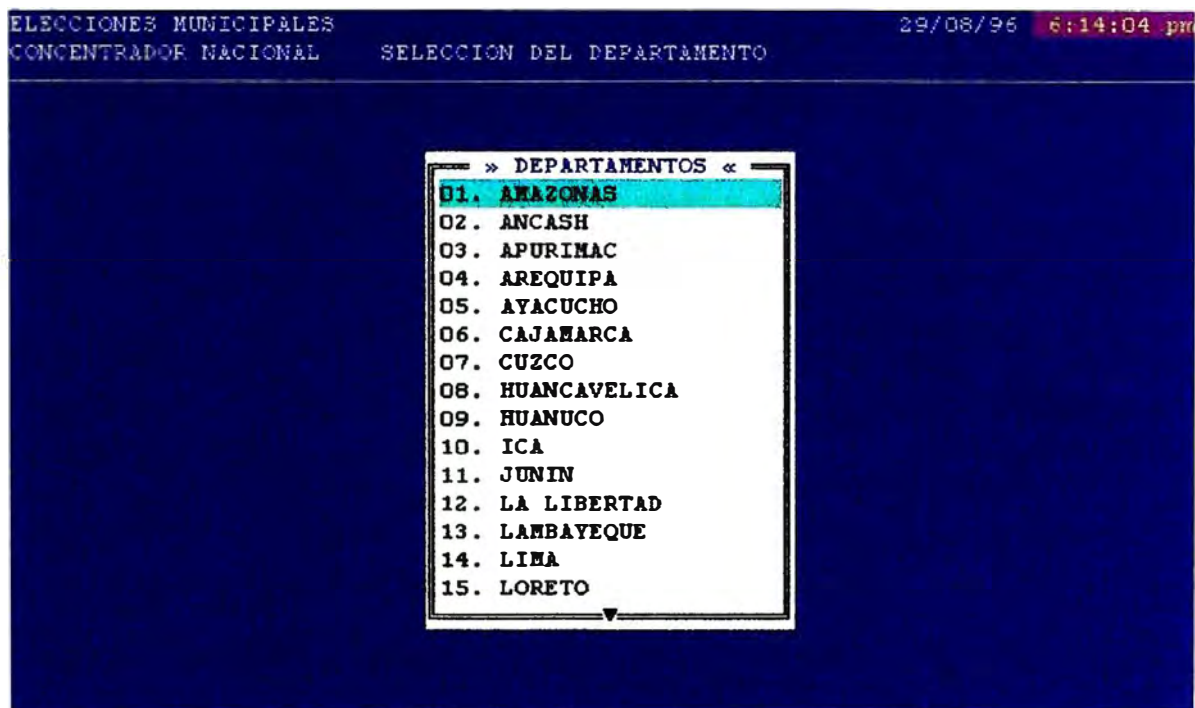 ELECCIONES MUNICIPALES 29/08/96 6:14:04 pm
CONCENTRADOR NACIONAL SELECCION DEL DEPARTAMENTO
» DEPARTAMENTOS «
01. AMAZONAS
02. ANCASH
03. APURIMAC
04. AREQUIPA
05. AYACUCHO
06. CAJAMARCA
07. CUZCO
08. HUANCAVELICA
09. HUANUCO
10. ICA
11. JUNIN
12. LA LIBERTAD
13. LAMBAYEQUE
14. LIMA
15. LORETO